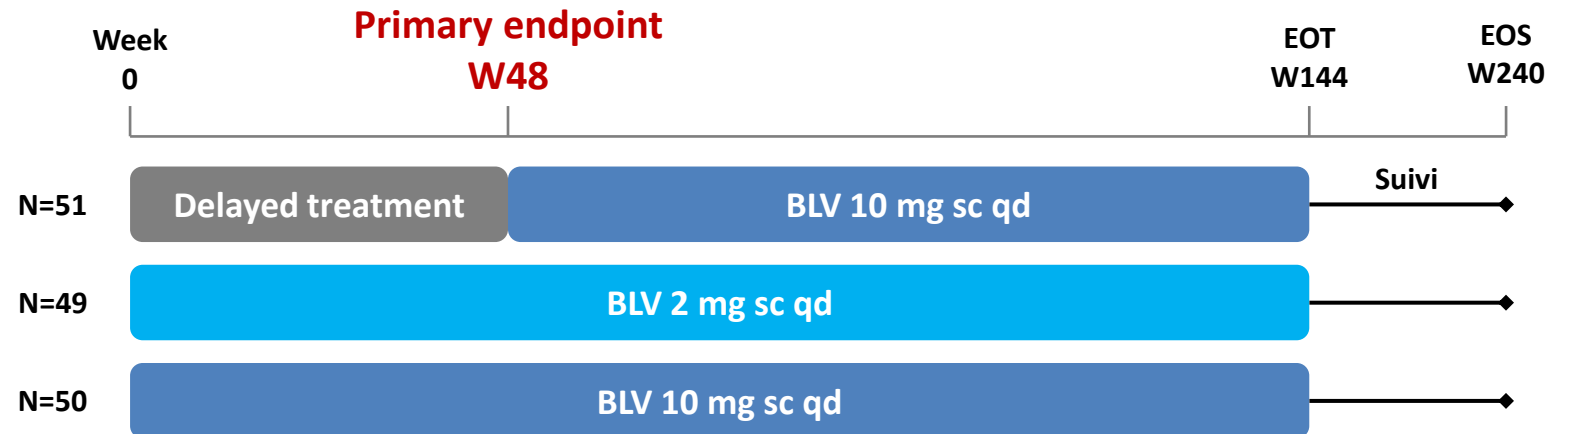 Week
0
Primary endpoint
W48
EOT
W144
EOS
W240
N=51
Delayed treatment
BLV 10 mg sc qd
Suivi
N=49
BLV 2 mg sc qd
N=50
BLV 10 mg sc qd